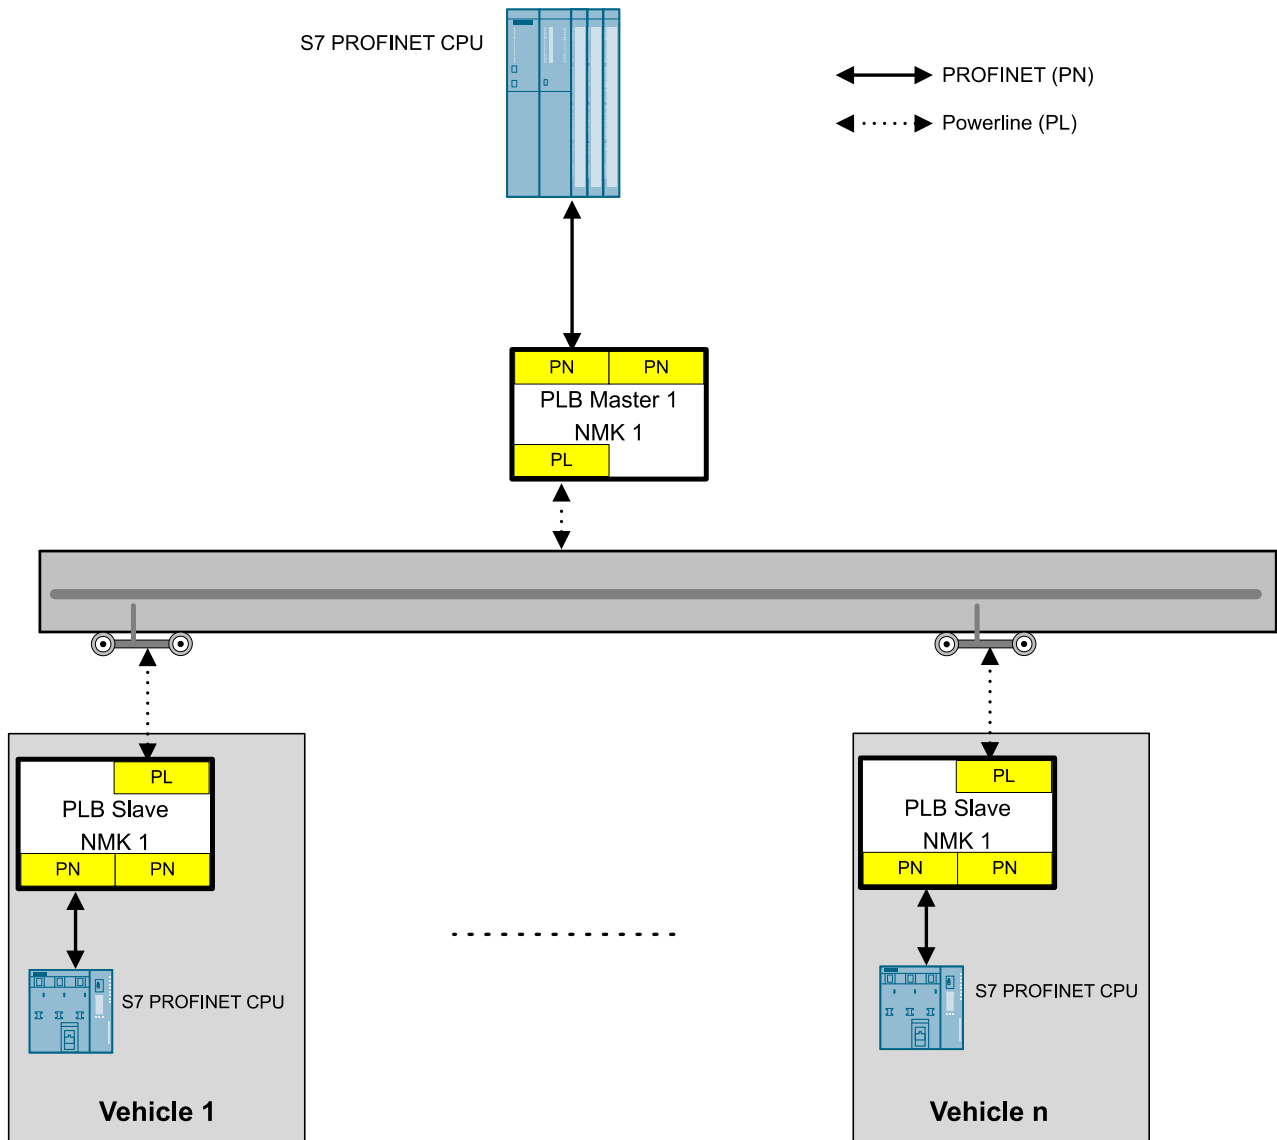 S7 PROFINET CPU
PROFINET (PN)
Powerline (PL)
PN PN
PLB Master 1
NMK 1
PL
PL
PLB Slave
NMK 1
PN PN
S7 PROFINET CPU
Vehicle 1
PL
PLB Slave
NMK 1
PN PN
S7 PROFINET CPU
Vehicle n